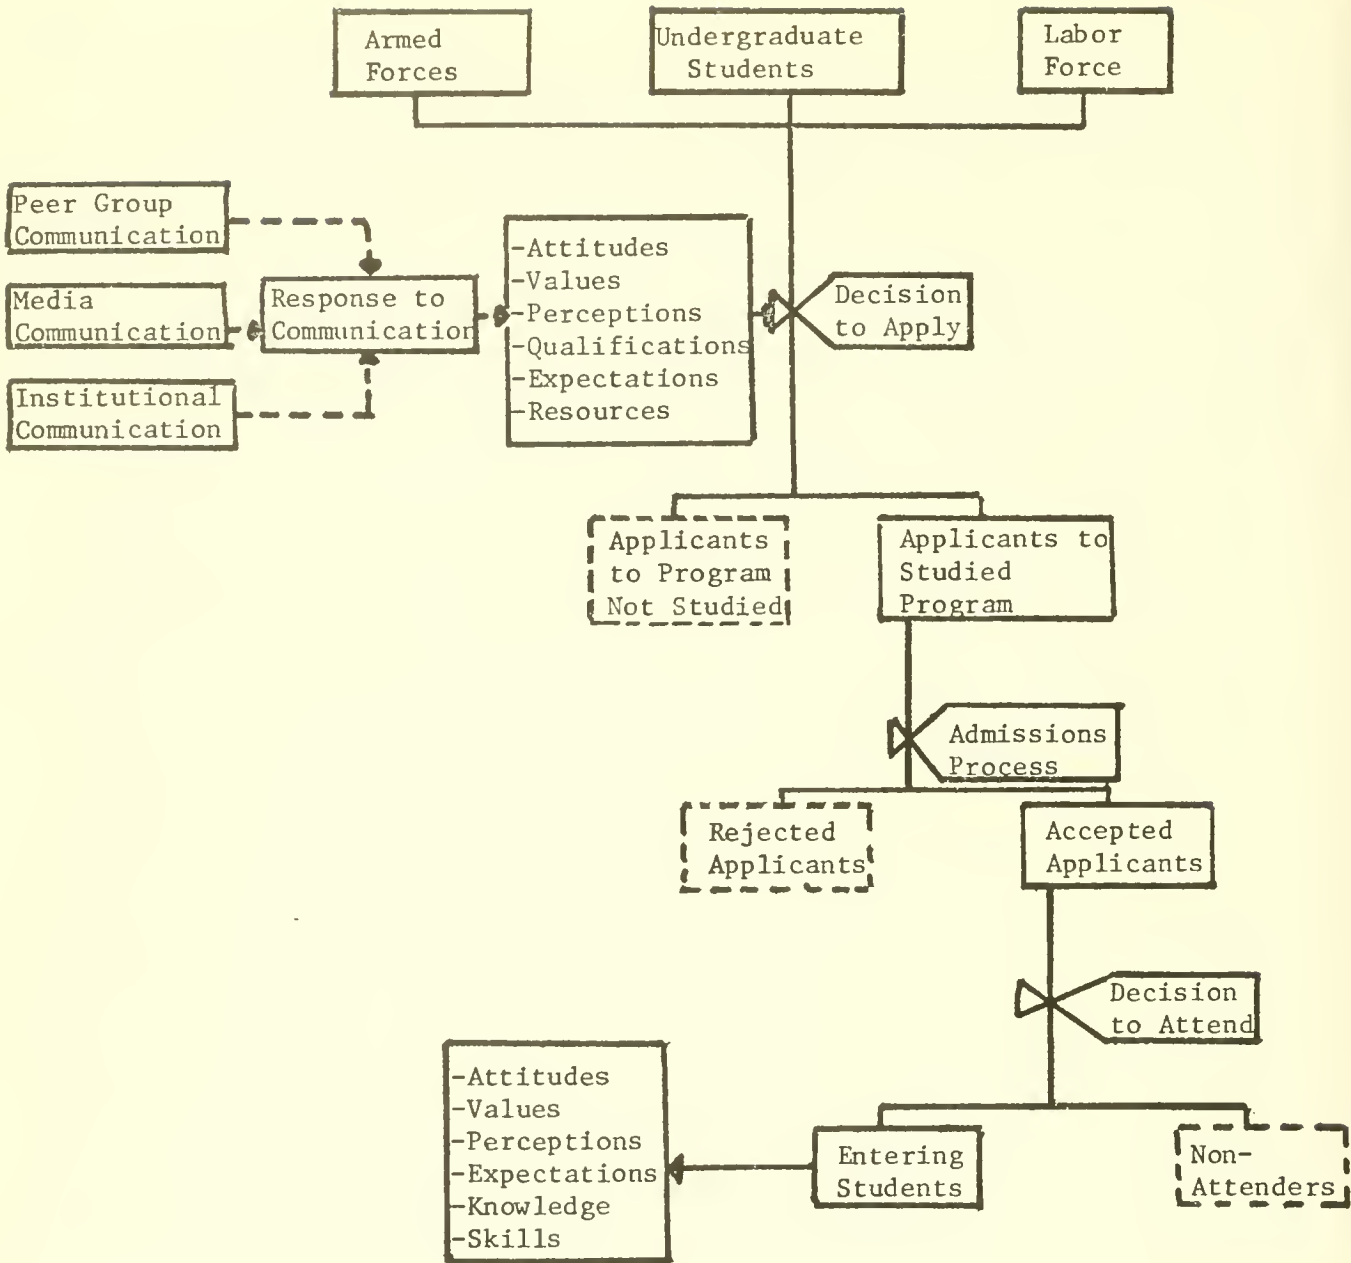 Armed
Forces
Undergraduate
Students
Labor
Force
Peer Group
Communication
Media
Communication
Institutional
Communication
Response to
Communication
-Attitudes
-Values
-Perceptions
-Qualifications
-Expectations
-Resources
Decision
to Apply
Applicants
to Program
Not Studied
Applicants to
Studied
Program
Admissions
Process
Rejected
Applicants
Accepted
Applicants
Decision
to Attend
-Attitudes
-Values
-Perceptions
-Expectations
-Knowledge
-Skills
Entering
Students
Non-
Attenders